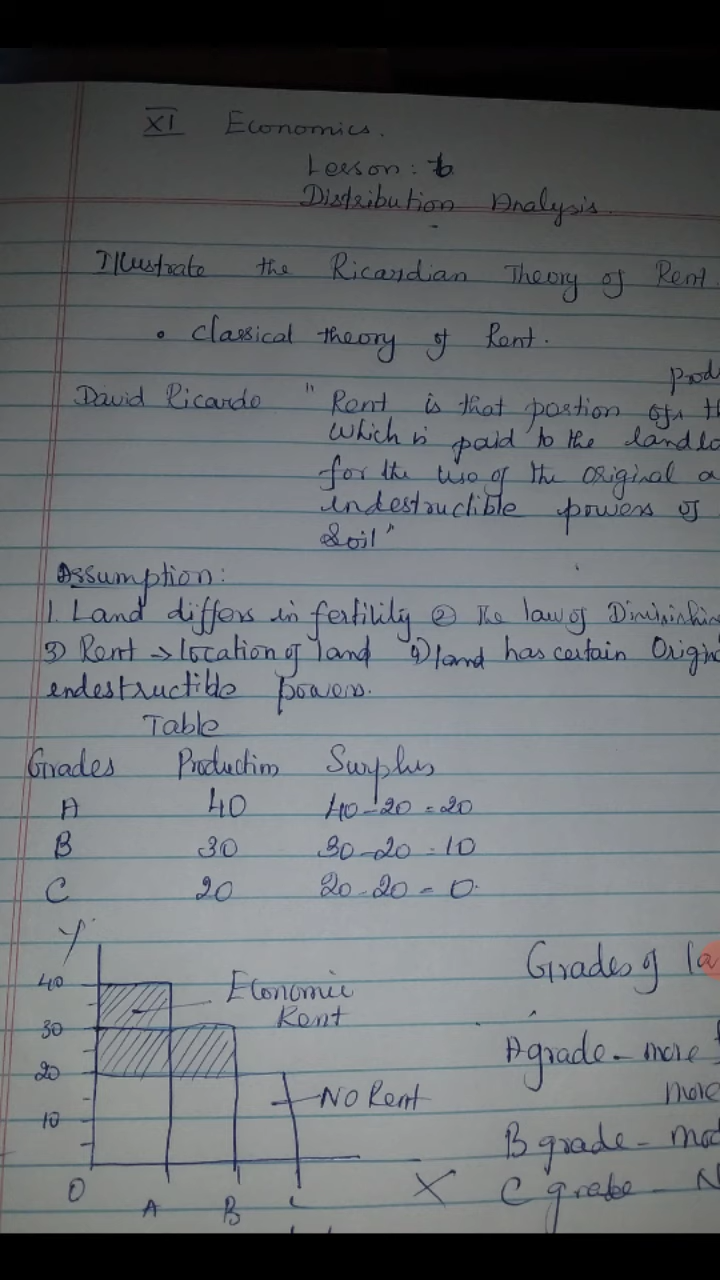 XI Economics.
Lesson: 6
Distribution Analysis.
Illustrate the Ricardian Theory of Rent
• Classical theory of Rent.
prod
David Ricardo "Rent is that portion of
which is paid to the landlo
for the use of the original a
indestructible powers of
Soil"
Assumption:
1. Land differs in fertility ② The law of Diminishin
3) Rent → location of land 4) land has certain Origin
endestructible powers.
Table
Grades Production Surplus
A 40 40-20=20
B 30 30-20=10
C 20 20-20=0
Y
40
Economic
Rent
30
20
NO Rent
10
O A B C X
Grades of la
A grade - more
more
B grade - mod
C grade - N